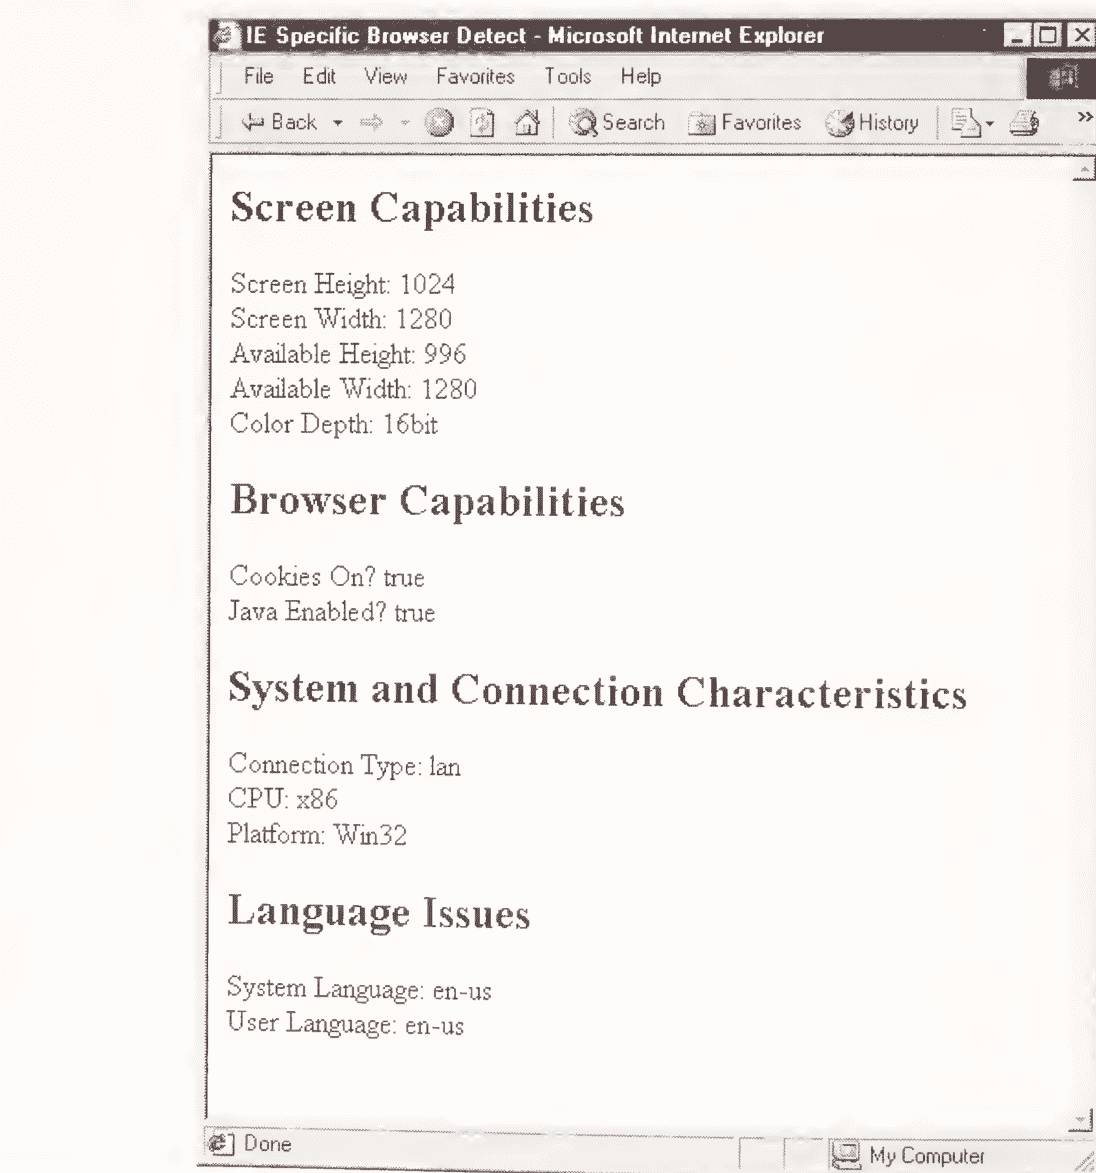 IE Specific Browser Detect - Microsoft Internet Explorer
File Edit View Favorites Tools Help
Back Search Favorites History »
Screen Capabilities
Screen Height: 1024
Screen Width: 1280
Available Height: 996
Available Width: 1280
Color Depth: 16bit
Browser Capabilities
Cookies On? true
Java Enabled? true
System and Connection Characteristics
Connection Type: lan
CPU: x86
Platform: Win32
Language Issues
System Language: en-us
User Language: en-us
Done My Computer